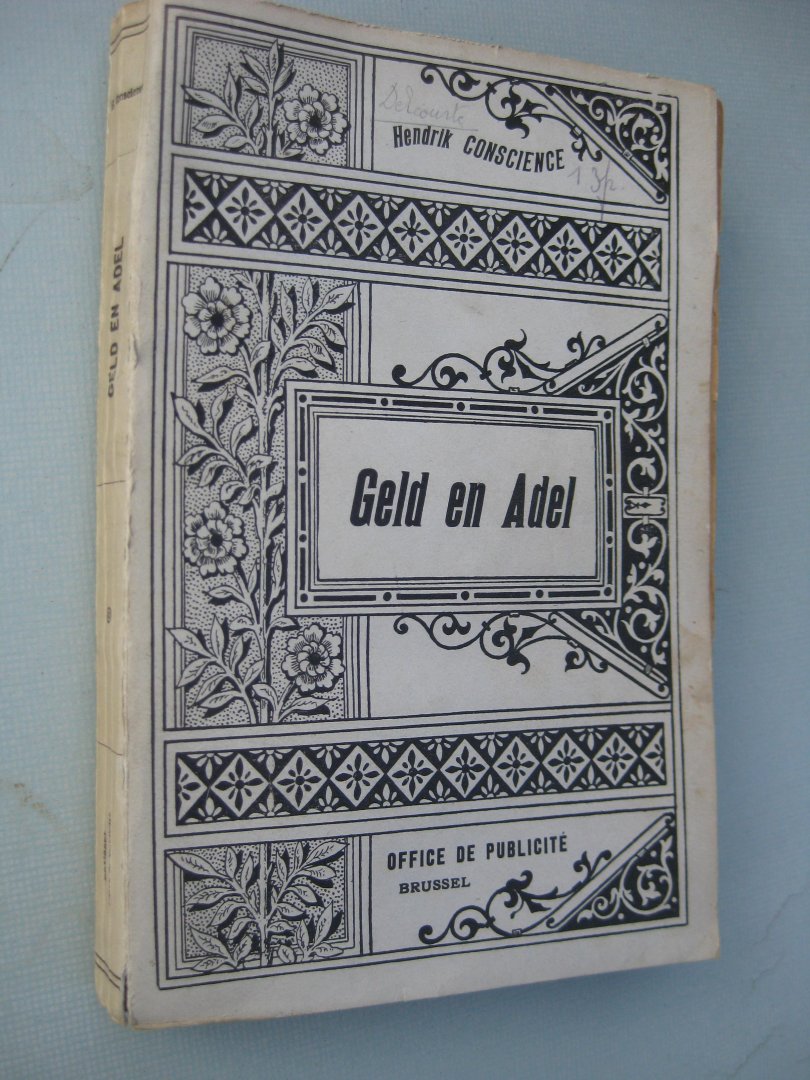 Delcourte
Hendrik CONSCIENCE
Geld en Adel
OFFICE DE PUBLICITÉ
BRUSSEL
GELD EN ADEL